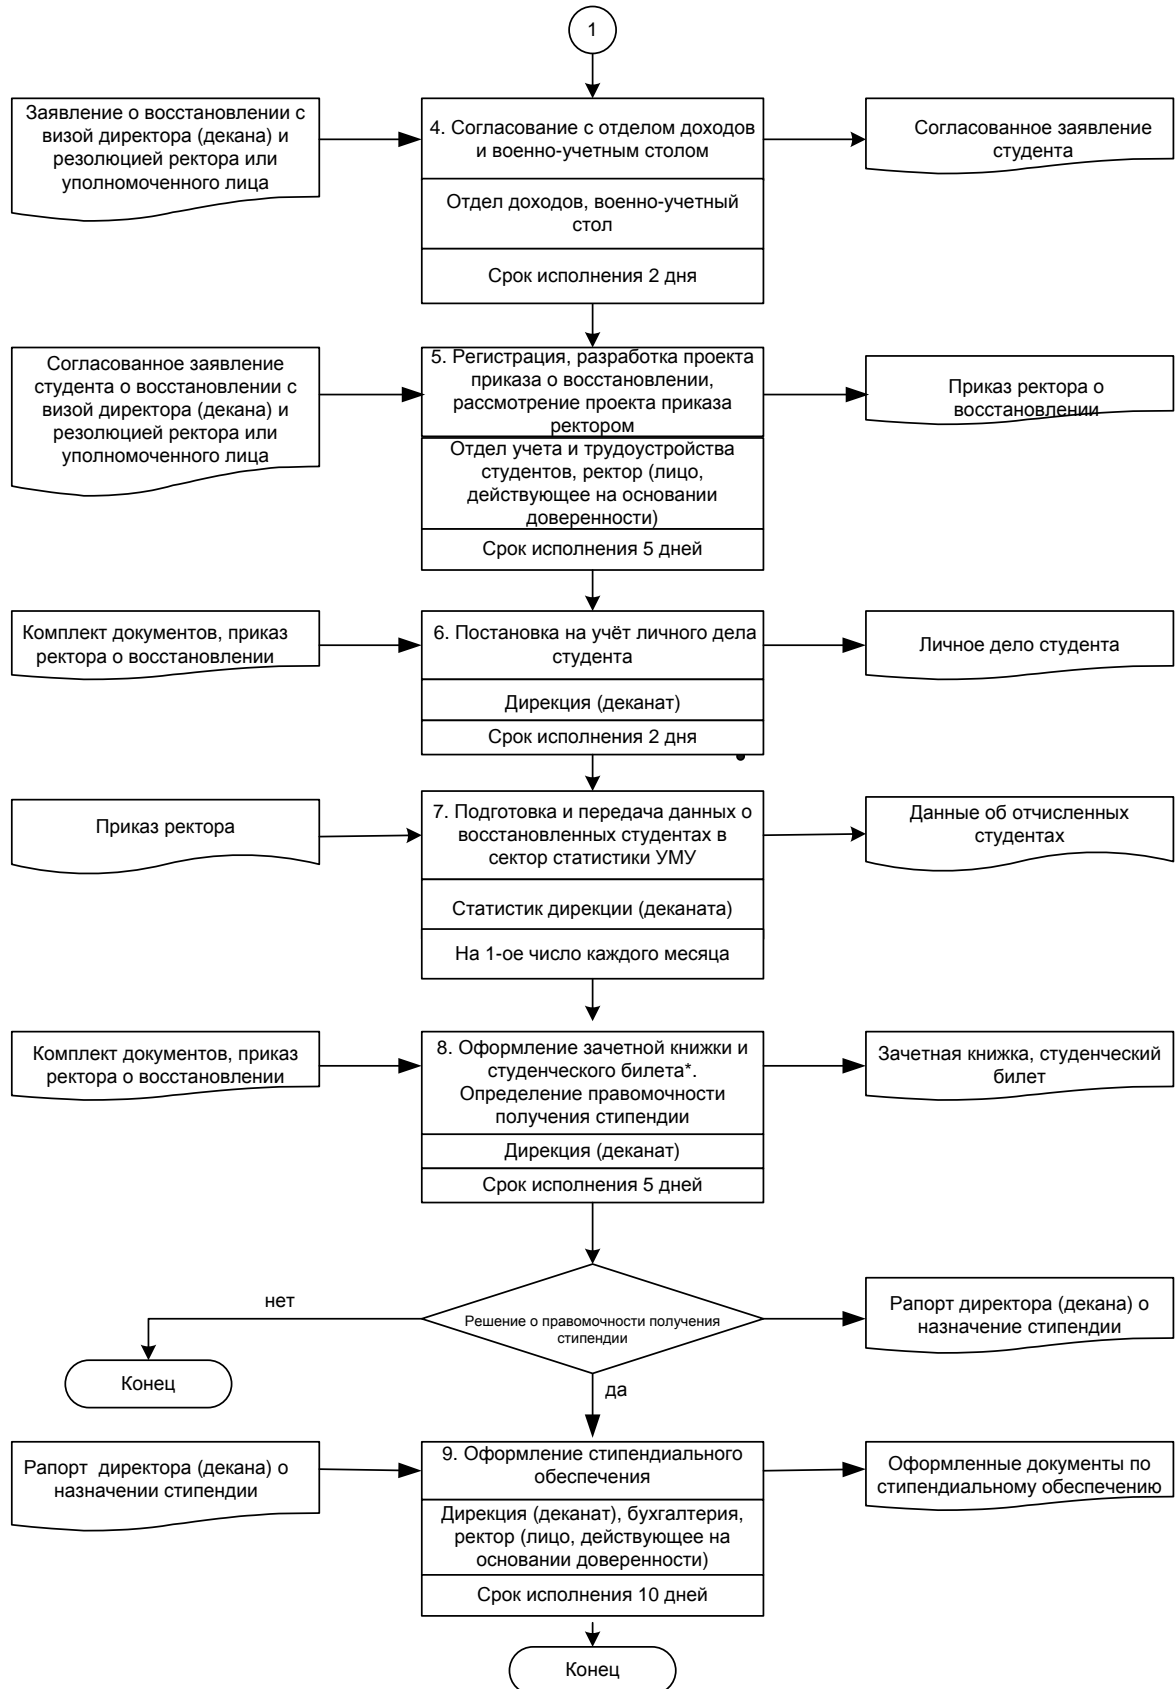 1
Заявление о восстановлении с
визой директора (декана) и
резолюцией ректора или
уполномоченного лица
4. Согласование с отделом доходов
и военно-учетным столом
Отдел доходов, военно-учетный
стол
Срок исполнения 2 дня
Согласованное заявление
студента
Согласованное заявление
студента о восстановлении с
визой директора (декана) и
резолюцией ректора или
уполномоченного лица
5. Регистрация, разработка проекта
приказа о восстановлении,
рассмотрение проекта приказа
ректором
Отдел учета и трудоустройства
студентов, ректор (лицо,
действующее на основании
доверенности)
Срок исполнения 5 дней
Приказ ректора о
восстановлении
Комплект документов, приказ
ректора о восстановлении
6. Постановка на учёт личного дела
студента
Дирекция (деканат)
Срок исполнения 2 дня
Личное дело студента
Приказ ректора
7. Подготовка и передача данных о
восстановленных студентах в
сектор статистики УМУ
Статистик дирекции (деканата)
На 1-ое число каждого месяца
Данные об отчисленных
студентах
Комплект документов, приказ
ректора о восстановлении
8. Оформление зачетной книжки и
студенческого билета*.
Определение правомочности
получения стипендии
Дирекция (деканат)
Срок исполнения 5 дней
Зачетная книжка, студенческий
билет
нет
Решение о правомочности получения
стипендии
Рапорт директора (декана) о
назначение стипендии
Конец
да
Рапорт директора (декана) о
назначении стипендии
9. Оформление стипендиального
обеспечения
Дирекция (деканат), бухгалтерия,
ректор (лицо, действующее на
основании доверенности)
Срок исполнения 10 дней
Оформленные документы по
стипендиальному обеспечению
Конец